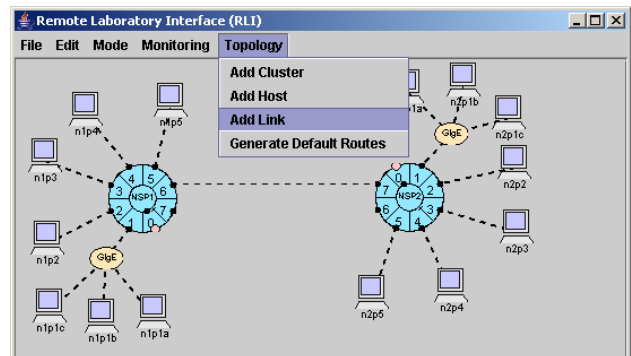 Remote Laboratory Interface (RLI)
File Edit Mode Monitoring Topology
Add Cluster
Add Host
Add Link
Generate Default Routes
n1p4
n1p5
1a
n2p1b
n2p1c
GigE
n1p3
n2p2
4 5
3 6
NSP1
2 7
1 0
0 1
7 2
NSP2
6 3
5 4
n1p2
GigE
n2p3
n1p1c
n1p1b
n1p1a
n2p5
n2p4